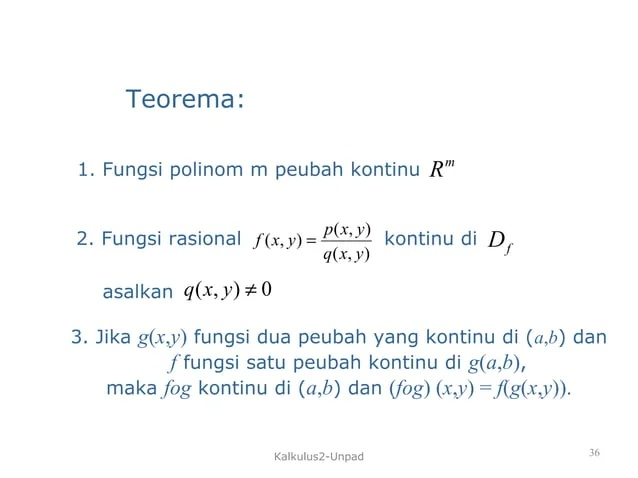 Teorema:
1. Fungsi polinom m peubah kontinu R^m
2. Fungsi rasional f(x, y) = p(x, y) / q(x, y) kontinu di D_f
asalkan q(x, y) ≠ 0
3. Jika g(x,y) fungsi dua peubah yang kontinu di (a,b) dan
f fungsi satu peubah kontinu di g(a,b),
maka fog kontinu di (a,b) dan (fog) (x,y) = f(g(x,y)).
Kalkulus2-Unpad
36